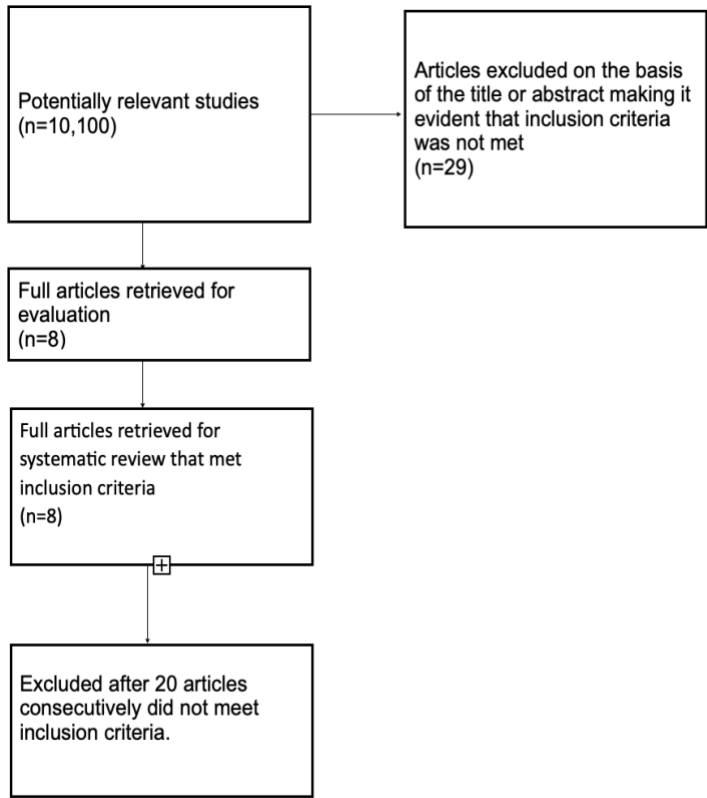 Potentially relevant studies
(n=10,100)
Articles excluded on the basis
of the title or abstract making it
evident that inclusion criteria
was not met
(n=29)
Full articles retrieved for
evaluation
(n=8)
Full articles retrieved for
systematic review that met
inclusion criteria
(n=8)
Excluded after 20 articles
consecutively did not meet
inclusion criteria.